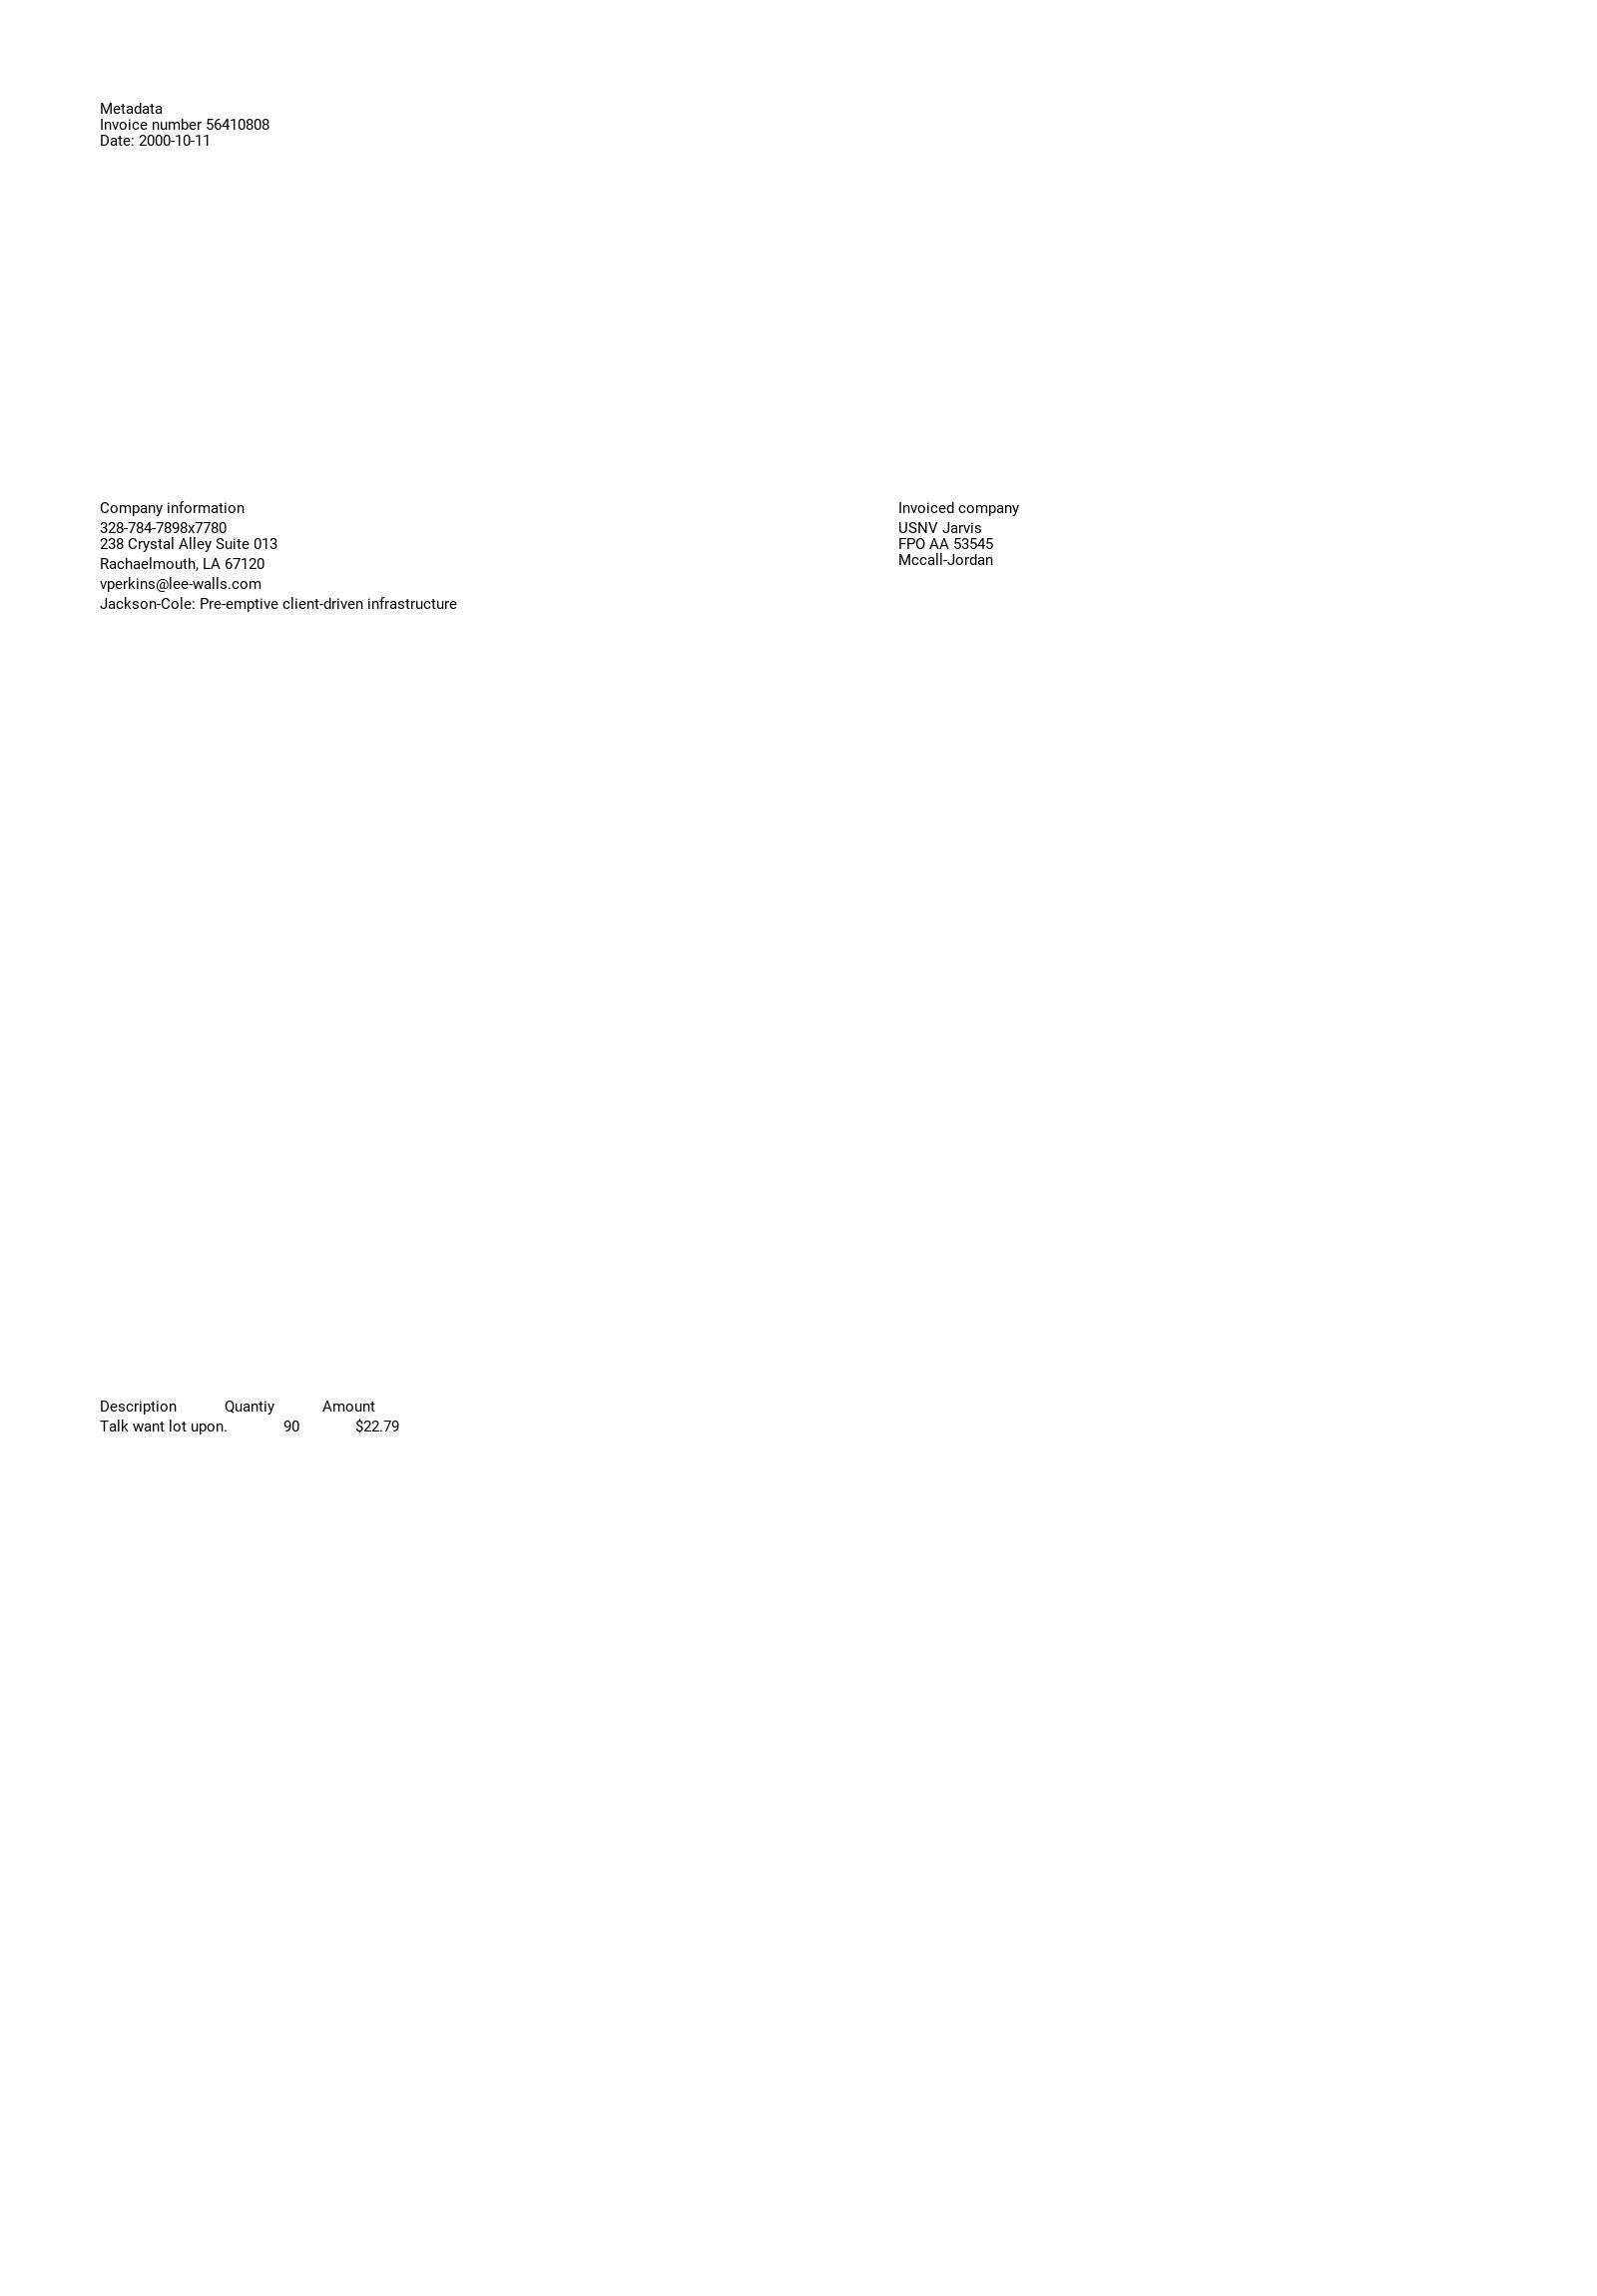 Metadata
Invoice number 56410808
Date: 2000-10-11
Company information
328-784-7898x7780
238 Crystal Alley Suite 013
Rachaelmouth, LA 67120
vperkins@lee-walls.com
Jackson-Cole: Pre-emptive client-driven infrastructure
Invoiced company
USNV Jarvis
FPO AA 53545
Mccall-Jordan
Description Quantiy Amount
Talk want lot upon. 90 $22.79